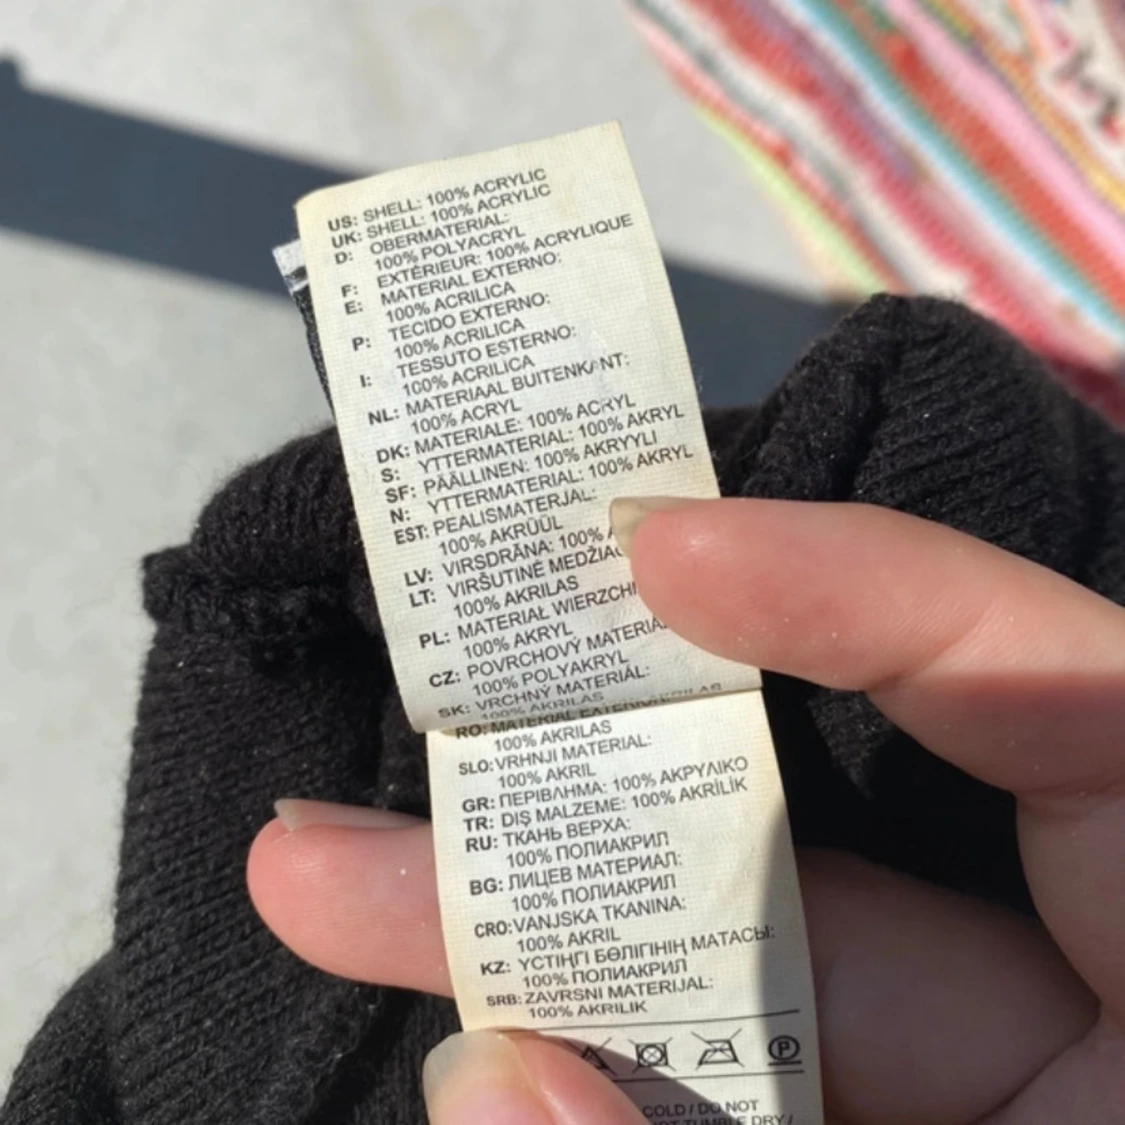 US: SHELL: 100% ACRYLIC
UK: SHELL: 100% ACRYLIC
D: OBERMATERIAL:
100% POLYACRYL
F: EXTÉRIEUR: 100% ACRYLIQUE
E: MATERIAL EXTERNO:
100% ACRILICA
P: TECIDO EXTERNO:
100% ACRILICA
I: TESSUTO ESTERNO:
100% ACRILICA
NL: MATERIAAL BUITENKANT:
100% ACRYL
DK: MATERIALE: 100% ACRYL
S: YTTERMATERIAL: 100% AKRYL
SF: PÄÄLLINEN: 100% AKRYYLI
N: YTTERMATERIAL: 100% AKRYL
EST: PEALISMATERJAL:
100% AKRÜÜL
LV: VIRSDRĀNA: 100%
LT: VIRŠUTINĖ
100% AKRILAS
PL: MATERIAŁ
100% AKRYL
CZ: POVRCHOVÝ
100% POLYAKRYL
SK: VRCHNÝ MATERIÁL:
100% AKRILAS
RO: MATERIAL
100% AKRILAS
SLO: VRHNJI MATERIAL:
100% AKRIL
GR: ΠΕΡΙΒΛΗΜΑ: 100% ΑΚΡΥΛΙΚΟ
TR: DIŞ MALZEME: 100% AKRİLİK
RU: ТКАНЬ ВЕРХА:
100% ПОЛИАКРИЛ
BG: ЛИЦЕВ МАТЕРИАЛ:
100% ПОЛИАКРИЛ
CRO: VANJSKA TKANINA:
100% AKRIL
KZ: ҮСТІҢГІ БӨЛІГІНІҢ МАТАСЫ:
100% ПОЛИАКРИЛ
SRB: ZAVRSNI MATERIJAL:
100% AKRILIK
P
COLD / DO NOT
TUMBLE DRY /